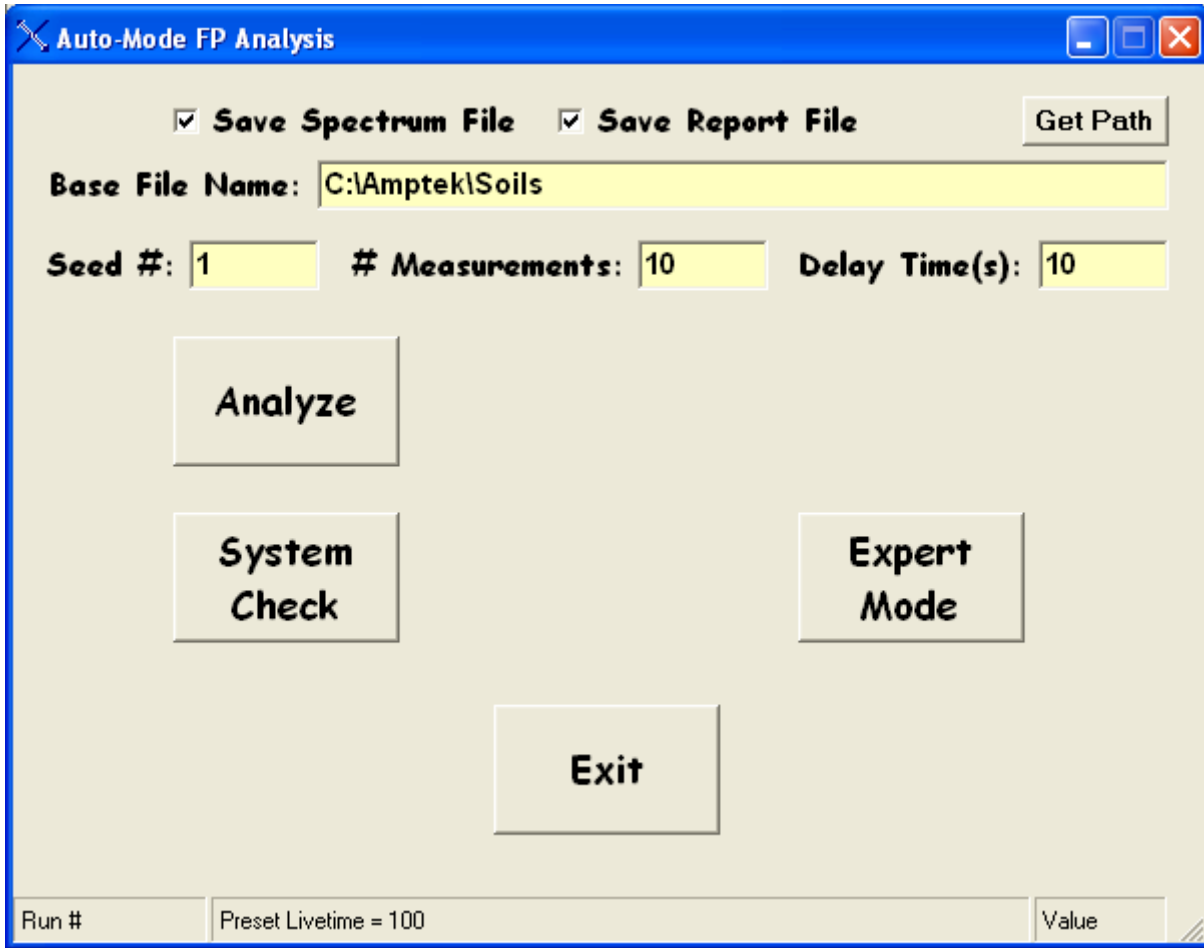 Auto-Mode FP Analysis
Save Spectrum File Save Report File Get Path
Base File Name: C:\Amptek\Soils
Seed #: 1 # Measurements: 10 Delay Time(s): 10
Analyze
System
Check
Expert
Mode
Exit
Run # Preset Livetime = 100 Value